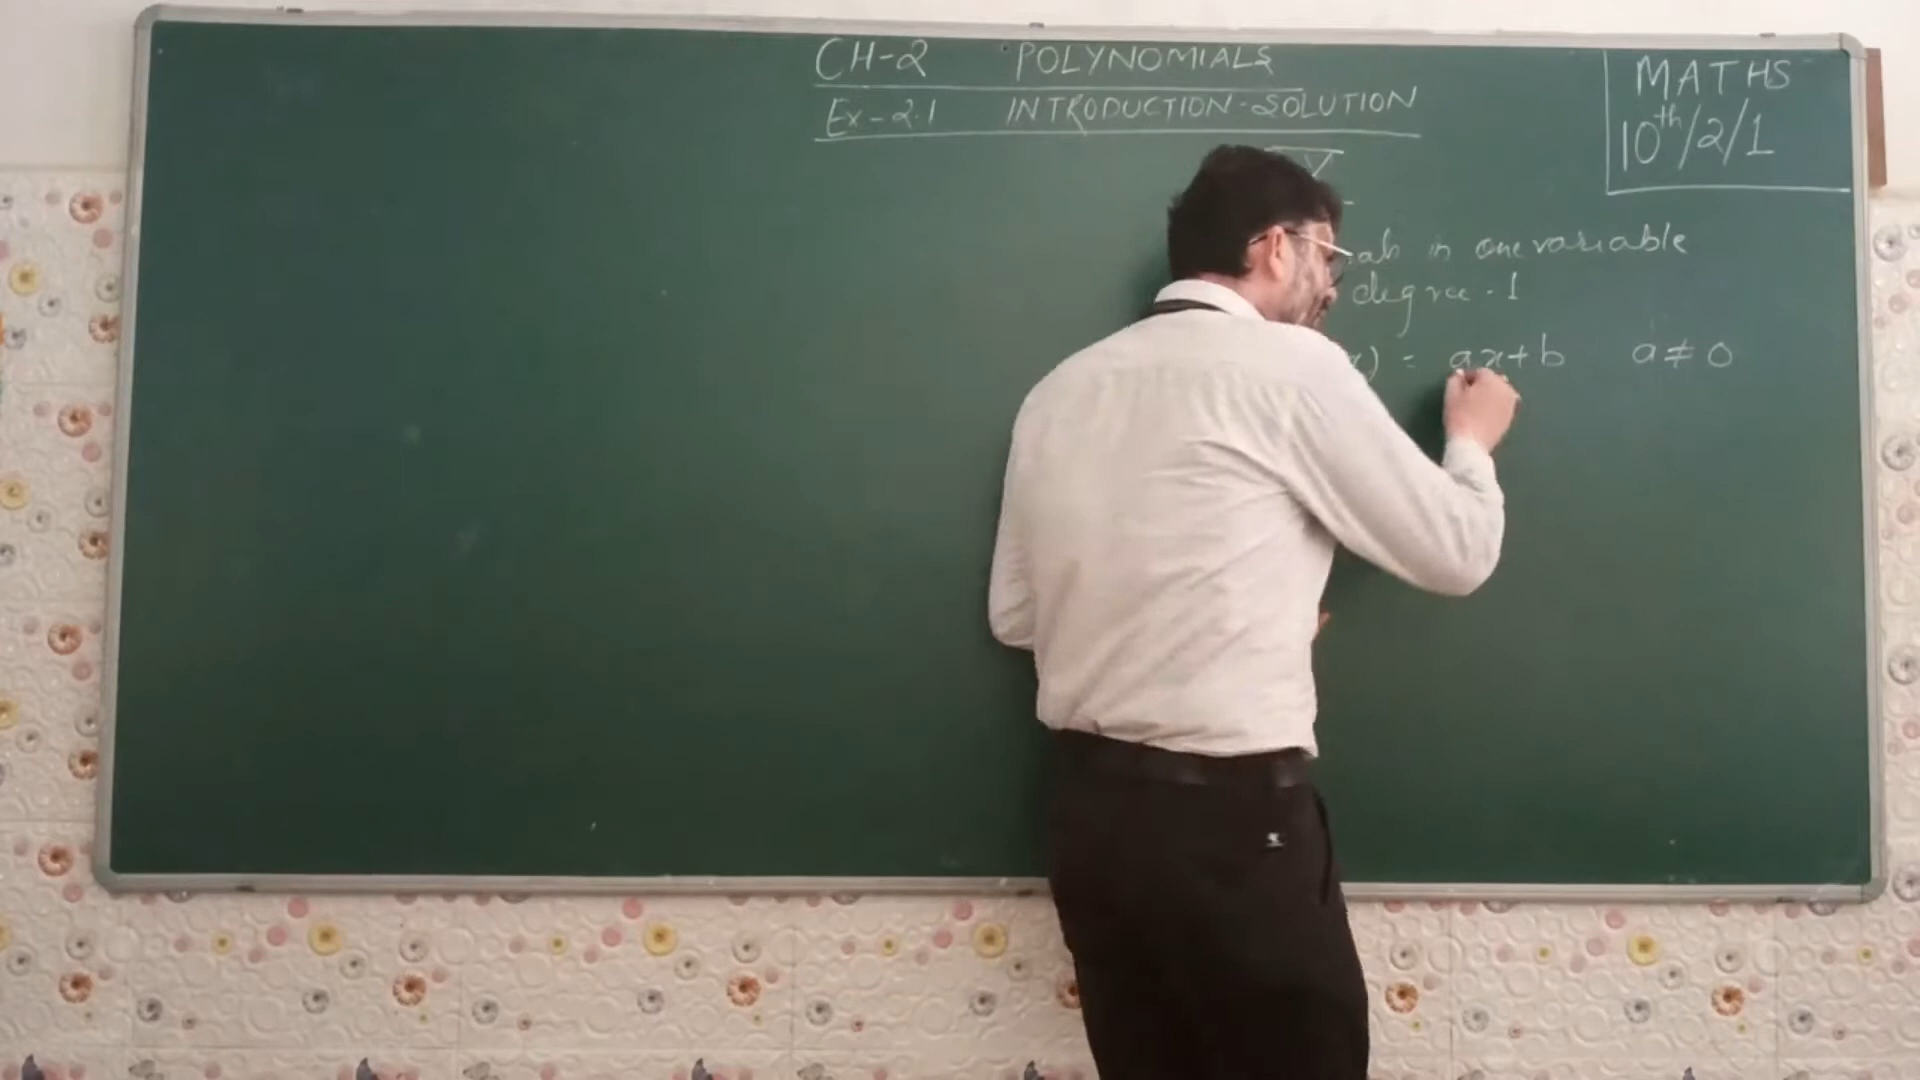 CH-2 POLYNOMIALS
Ex-2.1 INTRODUCTION-SOLUTION
MATHS
10th/2/1
in one variable
degree-1
) = ax+b a≠0